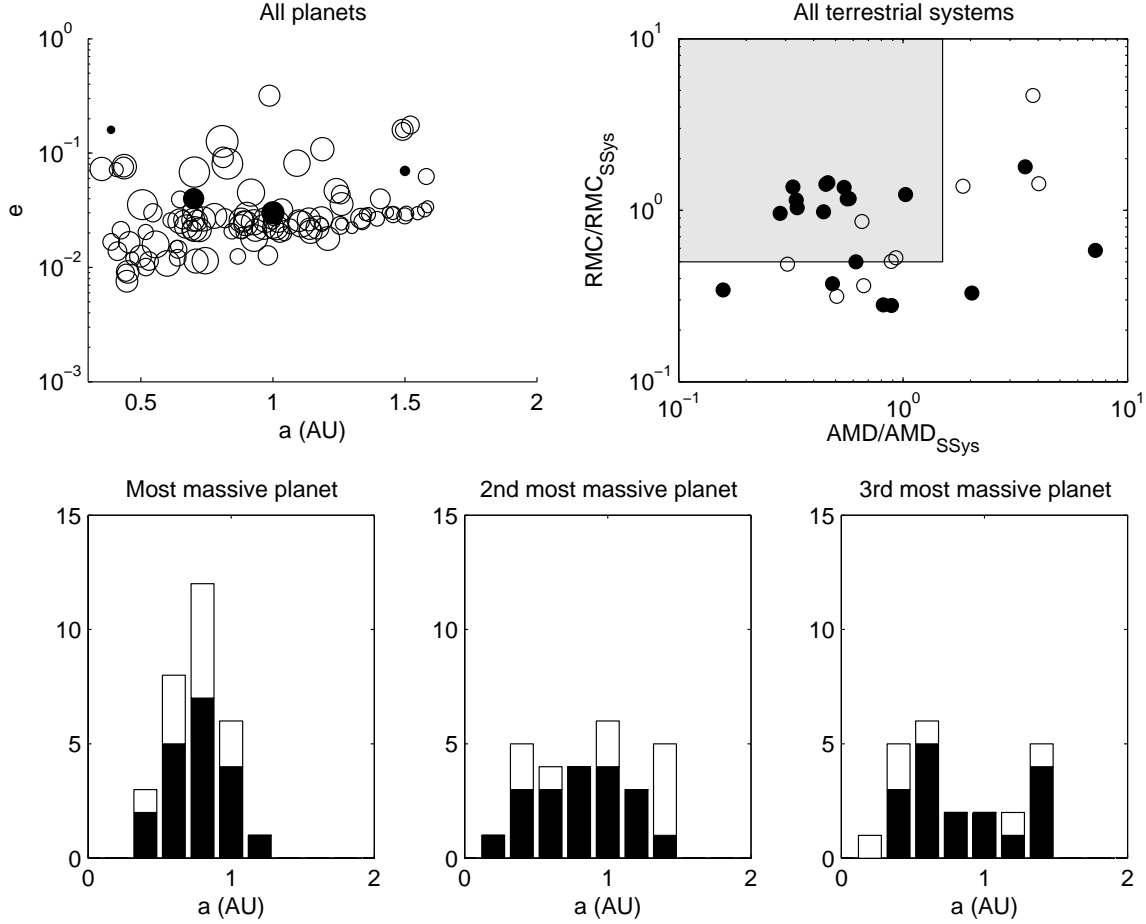 All planets
10^0
10^−1
10^−2
10^−3
e
0.5 1 1.5 2
a (AU)
All terrestrial systems
10^1
10^0
10^−1
RMC/RMC_SSys
10^−1 10^0 10^1
AMD/AMD_SSys
Most massive planet
15
10
5
0
0 1 2
a (AU)
2nd most massive planet
15
10
5
0
0 1 2
a (AU)
3rd most massive planet
15
10
5
0
0 1 2
a (AU)